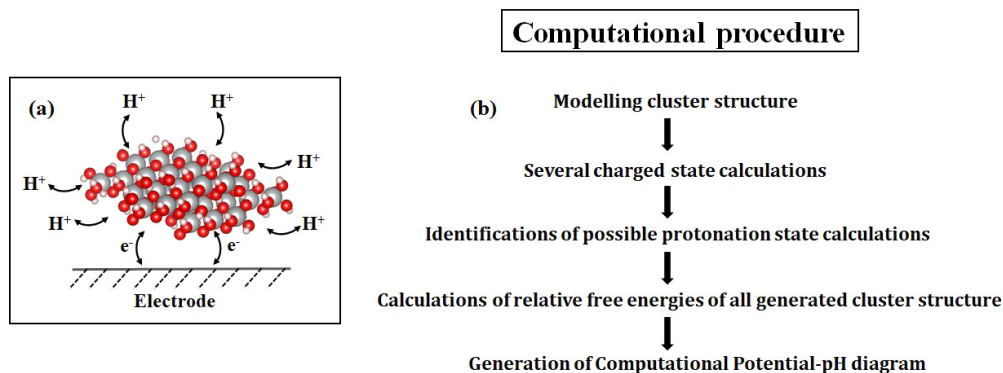 Computational procedure
(a)
H⁺
H⁺
H⁺
H⁺
H⁺
H⁺
e⁻
e⁻
Electrode
(b)
Modelling cluster structure
Several charged state calculations
Identifications of possible protonation state calculations
Calculations of relative free energies of all generated cluster structure
Generation of Computational Potential-pH diagram